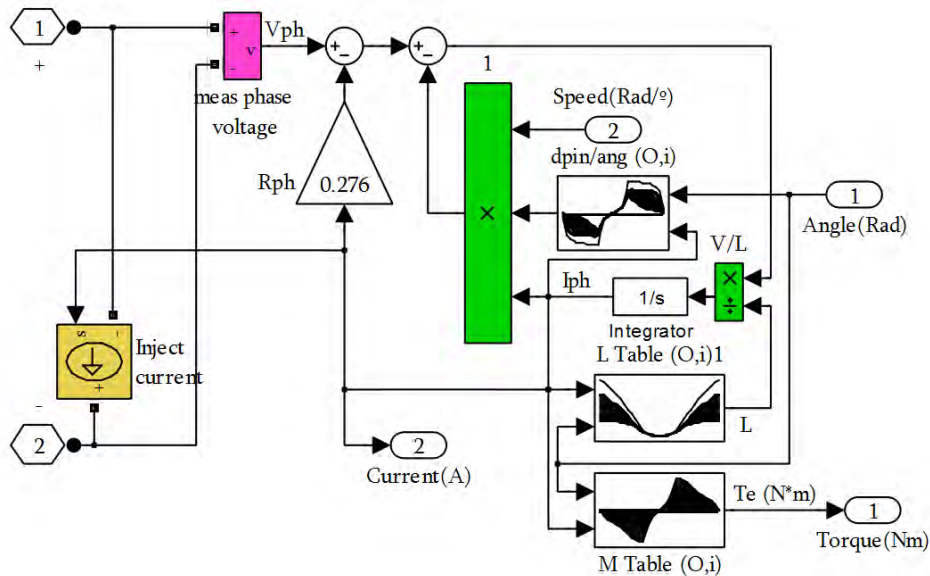 1
+
+
-
v
Vph
meas phase
voltage
+
−
+
−
1
Speed(Rad/º)
2
dpin/ang (O,i)
Rph
0.276
×
1
Angle(Rad)
V/L
×
÷
Iph
1/s
Integrator
L Table (O,i)1
s
-
+
Inject
current
-
2
2
Current(A)
L
Te (N*m)
1
Torque(Nm)
M Table (O,i)